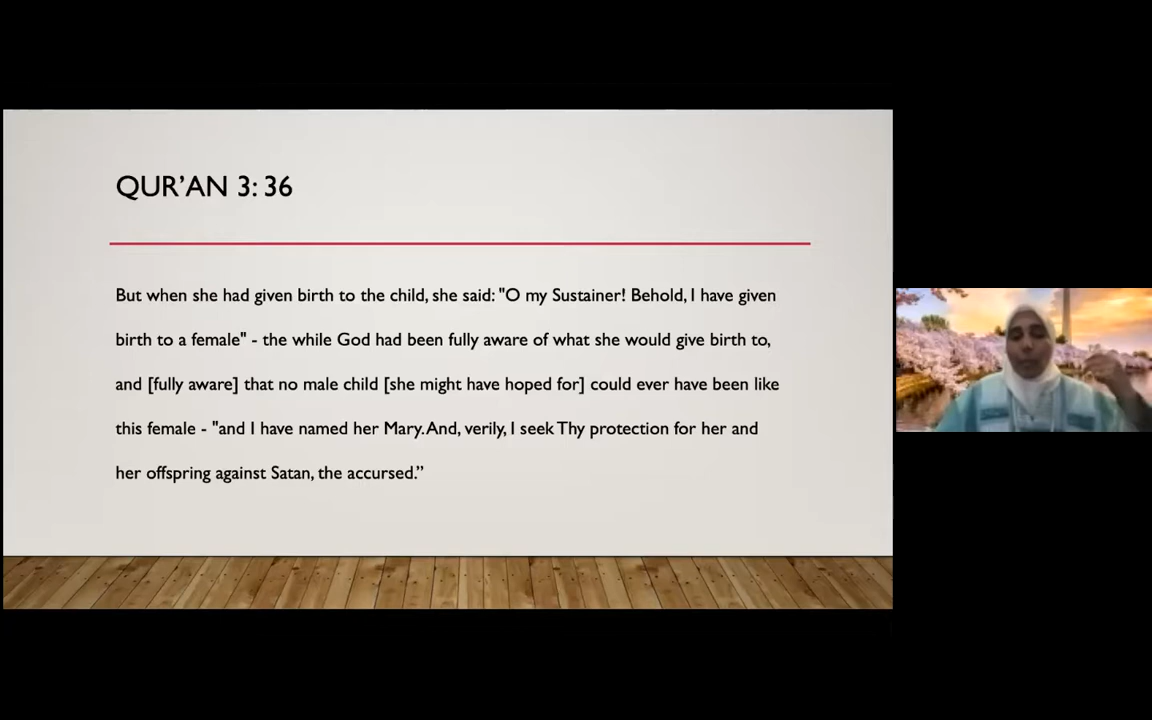 QUR’AN 3: 36
But when she had given birth to the child, she said: "O my Sustainer! Behold, I have given
birth to a female" - the while God had been fully aware of what she would give birth to,
and [fully aware] that no male child [she might have hoped for] could ever have been like
this female - "and I have named her Mary. And, verily, I seek Thy protection for her and
her offspring against Satan, the accursed.”